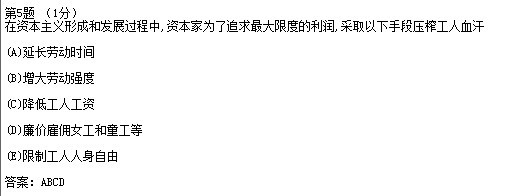 第5题 （1分）
在资本主义形成和发展过程中,资本家为了追求最大限度的利润,采取以下手段压榨工人血汗
(A)延长劳动时间
(B)增大劳动强度
(C)降低工人工资
(D)廉价雇佣女工和童工等
(E)限制工人人身自由
答案：ABCD